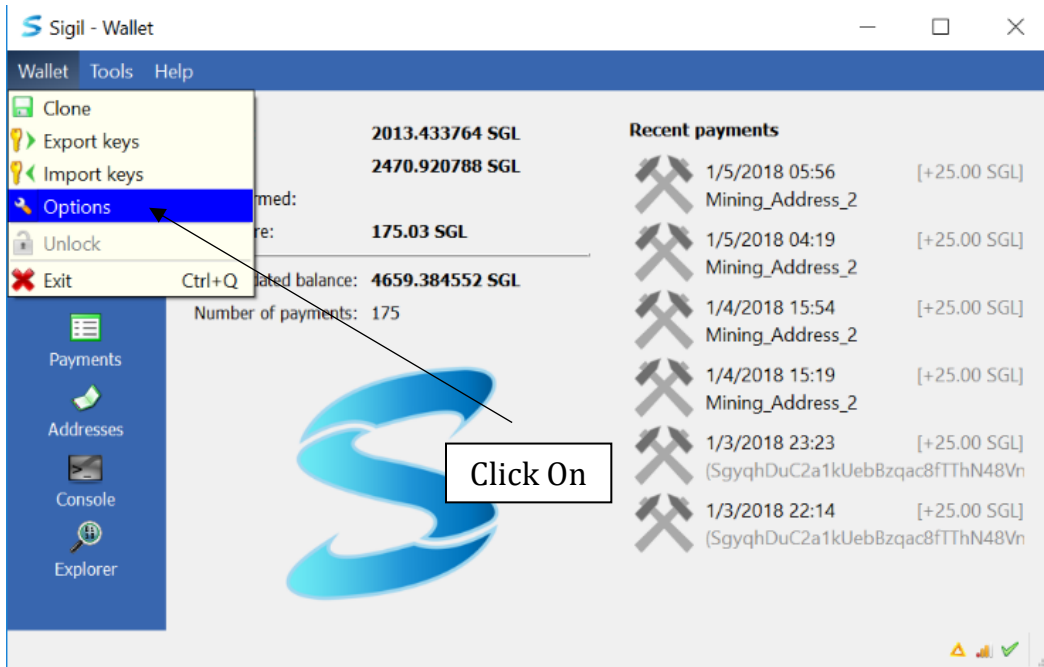 Sigil - Wallet
Wallet Tools Help
Clone
Export keys
Import keys
Options
Unlock
Exit Ctrl+Q
2013.433764 SGL
2470.920788 SGL
rmed:
re: 175.03 SGL
dated balance: 4659.384552 SGL
Number of payments: 175
Payments
Addresses
Console
Explorer
Click On
Recent payments
1/5/2018 05:56 [+25.00 SGL]
Mining_Address_2
1/5/2018 04:19 [+25.00 SGL]
Mining_Address_2
1/4/2018 15:54 [+25.00 SGL]
Mining_Address_2
1/4/2018 15:19 [+25.00 SGL]
Mining_Address_2
1/3/2018 23:23 [+25.00 SGL]
(SgyqhDuC2a1kUebBzqac8fTThN48Vn
1/3/2018 22:14 [+25.00 SGL]
(SgyqhDuC2a1kUebBzqac8fTThN48Vn